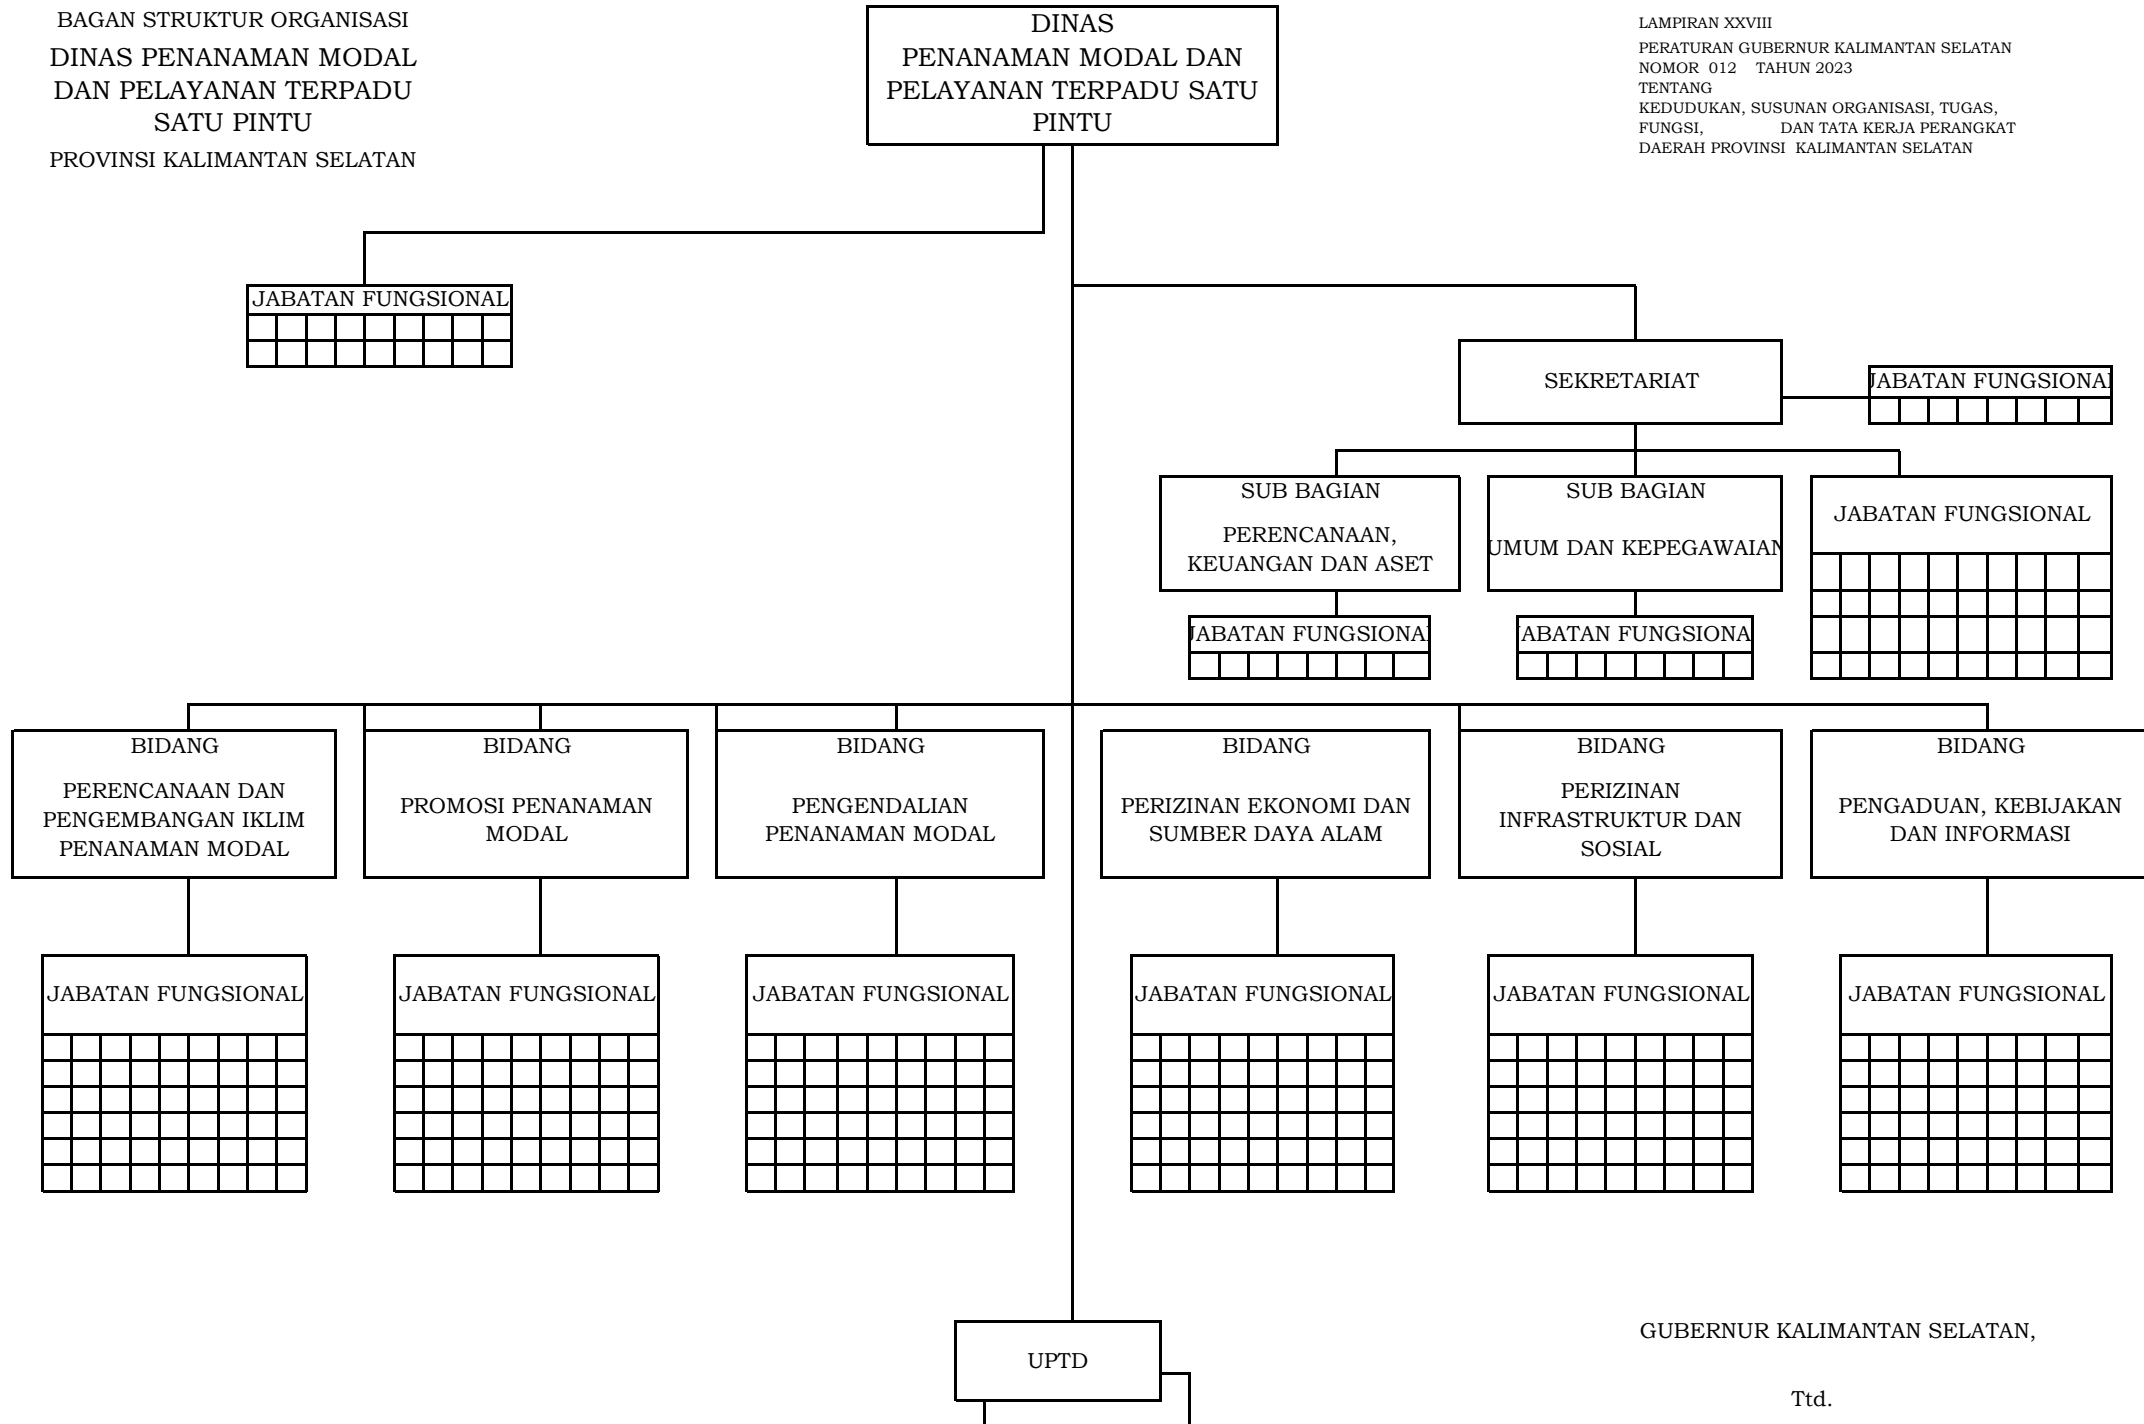 BAGAN STRUKTUR ORGANISASI
DINAS PENANAMAN MODAL
DAN PELAYANAN TERPADU
SATU PINTU
PROVINSI KALIMANTAN SELATAN
DINAS
PENANAMAN MODAL DAN
PELAYANAN TERPADU SATU
PINTU
LAMPIRAN XXVIII
PERATURAN GUBERNUR KALIMANTAN SELATAN
NOMOR 012 TAHUN 2023
TENTANG
KEDUDUKAN, SUSUNAN ORGANISASI, TUGAS,
FUNGSI, DAN TATA KERJA PERANGKAT
DAERAH PROVINSI KALIMANTAN SELATAN
JABATAN FUNGSIONAL
SEKRETARIAT
JABATAN FUNGSIONAL
SUB BAGIAN
PERENCANAAN,
KEUANGAN DAN ASET
SUB BAGIAN
UMUM DAN KEPEGAWAIAN
JABATAN FUNGSIONAL
JABATAN FUNGSIONAL
JABATAN FUNGSIONAL
BIDANG
PERENCANAAN DAN
PENGEMBANGAN IKLIM
PENANAMAN MODAL
BIDANG
PROMOSI PENANAMAN
MODAL
BIDANG
PENGENDALIAN
PENANAMAN MODAL
BIDANG
PERIZINAN EKONOMI DAN
SUMBER DAYA ALAM
BIDANG
PERIZINAN
INFRASTRUKTUR DAN
SOSIAL
BIDANG
PENGADUAN, KEBIJAKAN
DAN INFORMASI
JABATAN FUNGSIONAL
JABATAN FUNGSIONAL
JABATAN FUNGSIONAL
JABATAN FUNGSIONAL
JABATAN FUNGSIONAL
JABATAN FUNGSIONAL
UPTD
GUBERNUR KALIMANTAN SELATAN,
Ttd.